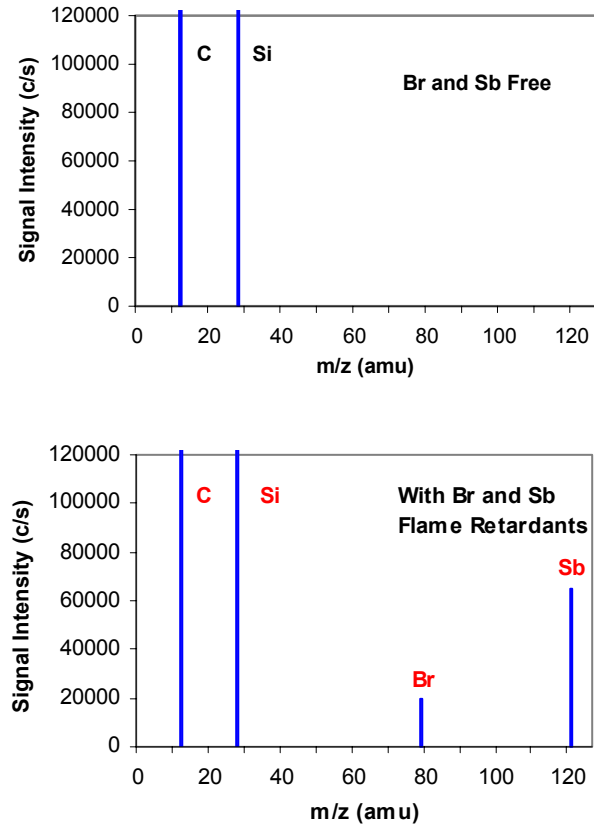 120000
100000
80000
60000
40000
20000
0
Signal Intensity (c/s)
C Si
Br and Sb Free
0 20 40 60 80 100 120
m/z (amu)
120000
100000
80000
60000
40000
20000
0
Signal Intensity (c/s)
C Si
With Br and Sb
Flame Retardants
Sb
Br
0 20 40 60 80 100 120
m/z (amu)